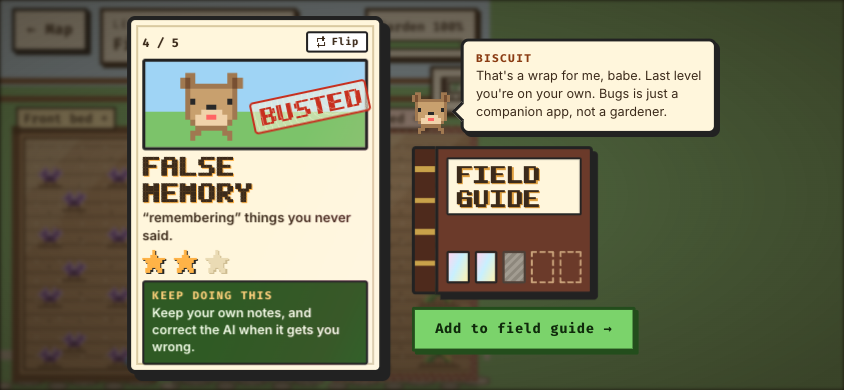 ← Map
4 / 5
Flip
BUSTED
FALSE
MEMORY
“remembering” things you never
said.
KEEP DOING THIS
Keep your own notes, and
correct the AI when it gets you
wrong.
arden 100%
Front bed
BISCUIT
That's a wrap for me, babe. Last level
you're on your own. Bugs is just a
companion app, not a gardener.
FIELD
GUIDE
Add to field guide →